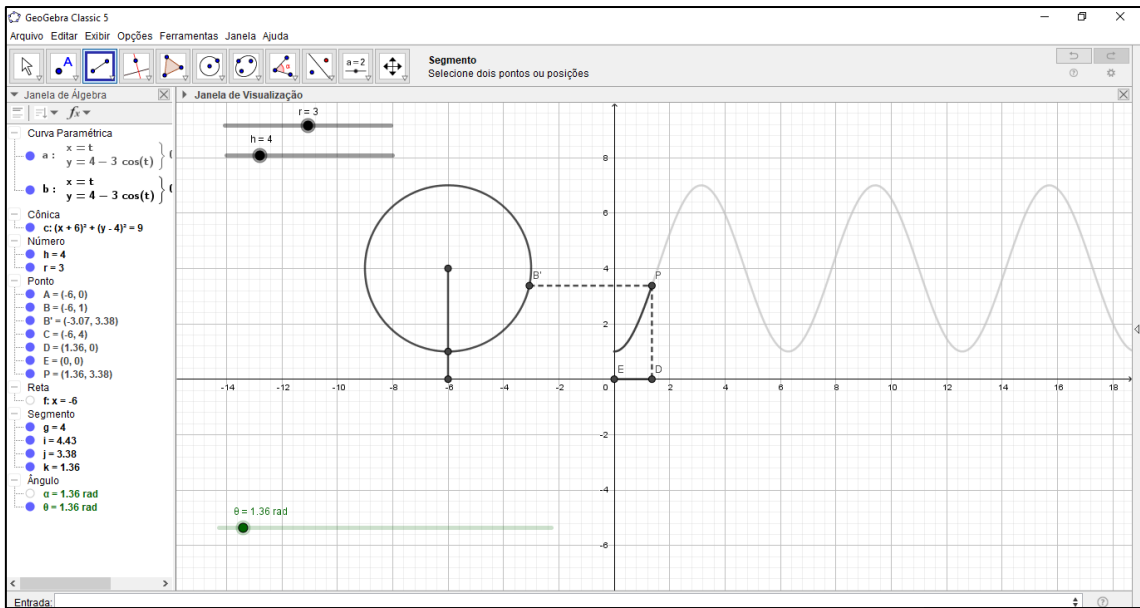 GeoGebra Classic 5
Arquivo Editar Exibir Opções Ferramentas Janela Ajuda
A
α
a=2
Segmento
Selecione dois pontos ou posições
Janela de Álgebra
Janela de Visualização
fx
Curva Paramétrica
a : x = t
y = 4 − 3 cos(t) } (
b : x = t
y = 4 − 3 cos(t) } (
Cônica
c: (x + 6)² + (y - 4)² = 9
Número
h = 4
r = 3
Ponto
A = (-6, 0)
B = (-6, 1)
B' = (-3.07, 3.38)
C = (-6, 4)
D = (1.36, 0)
E = (0, 0)
P = (1.36, 3.38)
Reta
f: x = -6
Segmento
g = 4
i = 4.43
j = 3.38
k = 1.36
Ângulo
α = 1.36 rad
θ = 1.36 rad
r = 3
h = 4
8
6
4
2
B'
P
E
D
-14 -12 -10 -8 -6 -4 -2 0 2 4 6 8 10 12 14 16 18
-2
-4
-6
θ = 1.36 rad
Entrada: